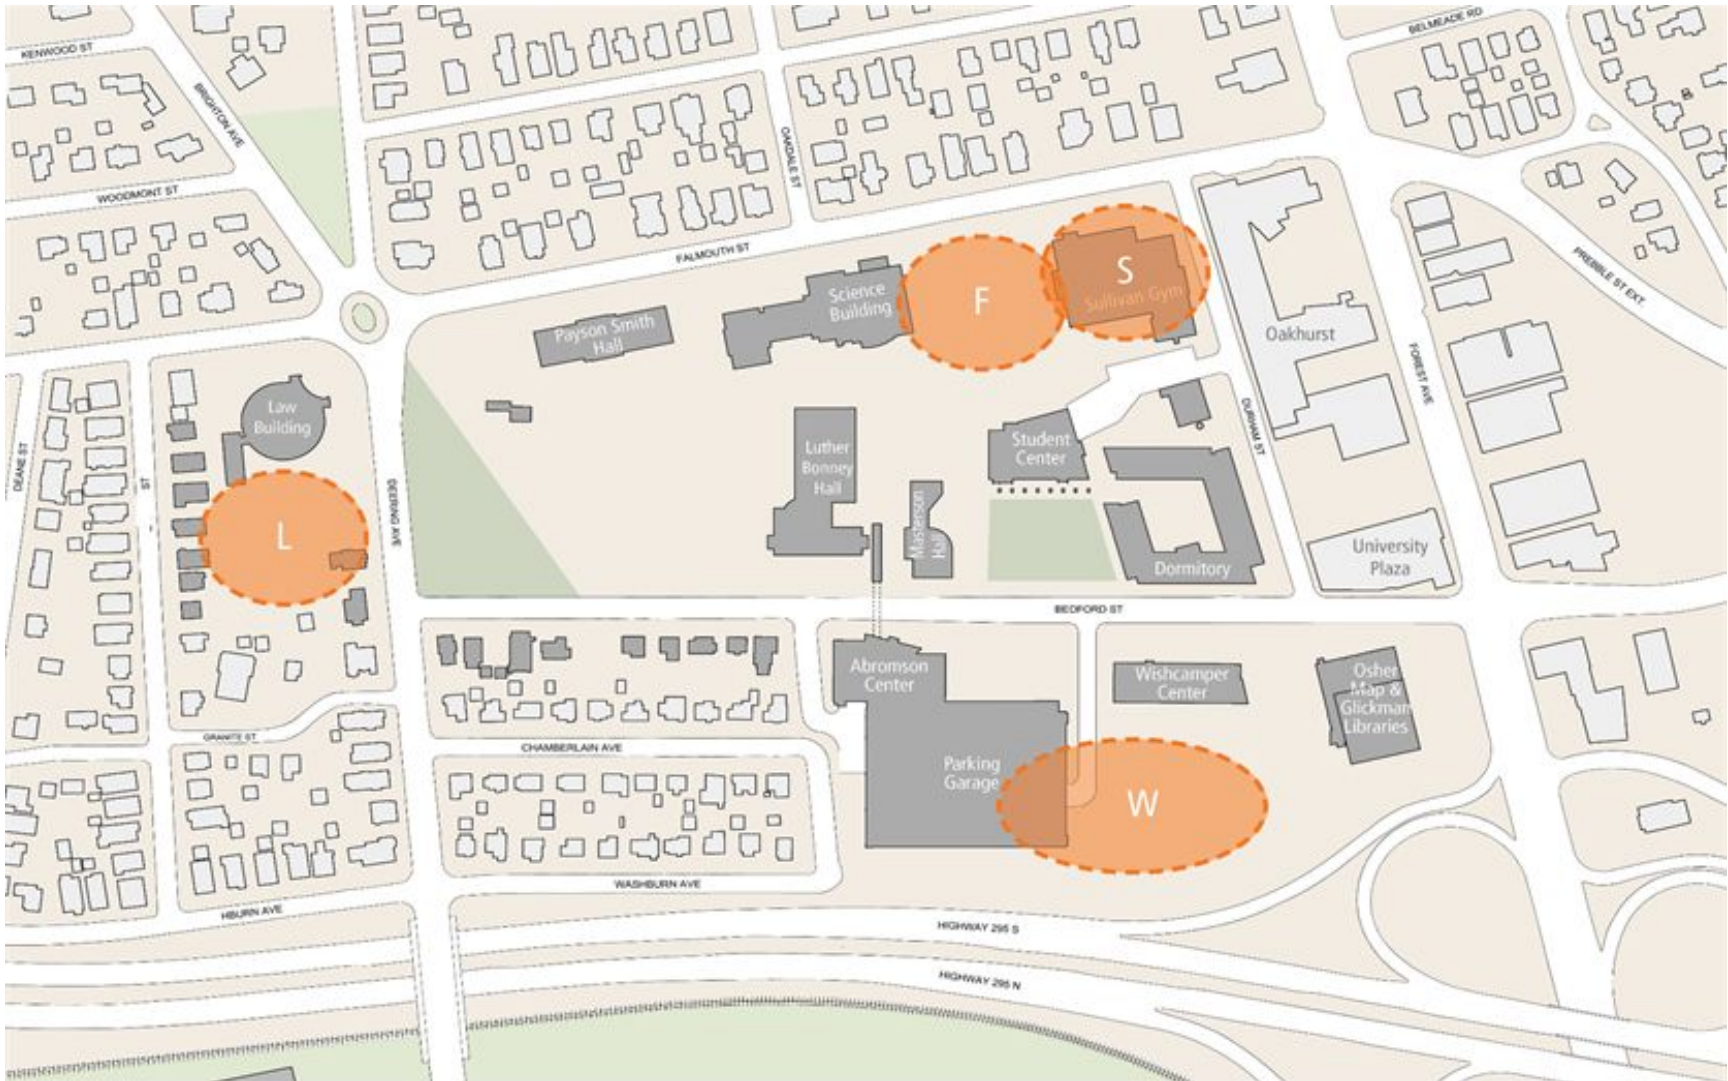 KENWOOD ST
BRIGHTON AVE
WOODMONT ST
OAKDALE ST
FALMOUTH ST
BELMEADE RD
PREBBLE ST EXT.
FOREST AVE
DURHAM ST
DEANE ST
ST
DEERING AVE
BEDFORD ST
GRANITE ST
CHAMBERLAIN AVE
WASHBURN AVE
HBURN AVE
HIGHWAY 295 S
HIGHWAY 295 N
Payson Smith
Hall
Science
Building
F
S
Sullivan Gym
Oakhurst
Law
Building
L
Luther
Bonney
Hall
Masterson
Hall
Student
Center
Dormitory
University
Plaza
Abromson
Center
Wishcamper
Center
Osher
Map &
Glickman
Libraries
Parking
Garage
W